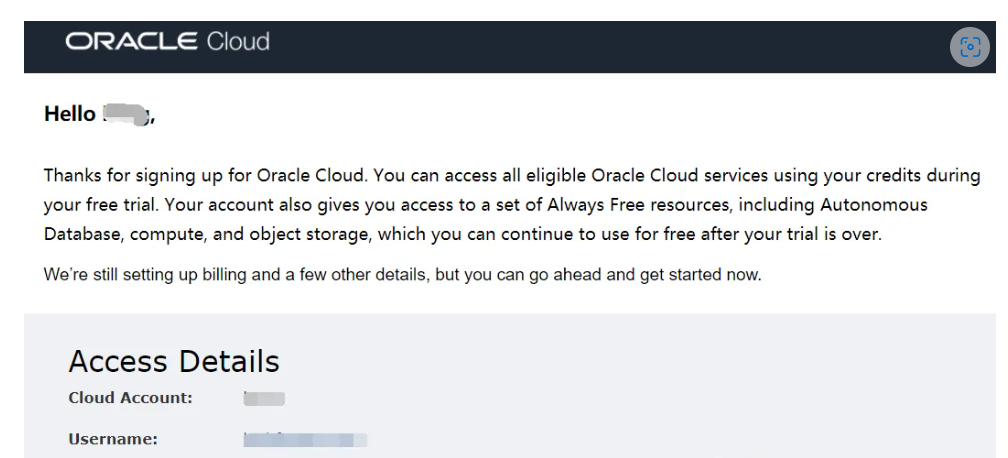 ORACLE Cloud
Hello ,
Thanks for signing up for Oracle Cloud. You can access all eligible Oracle Cloud services using your credits during
your free trial. Your account also gives you access to a set of Always Free resources, including Autonomous
Database, compute, and object storage, which you can continue to use for free after your trial is over.
We’re still setting up billing and a few other details, but you can go ahead and get started now.
Access Details
Cloud Account:
Username: